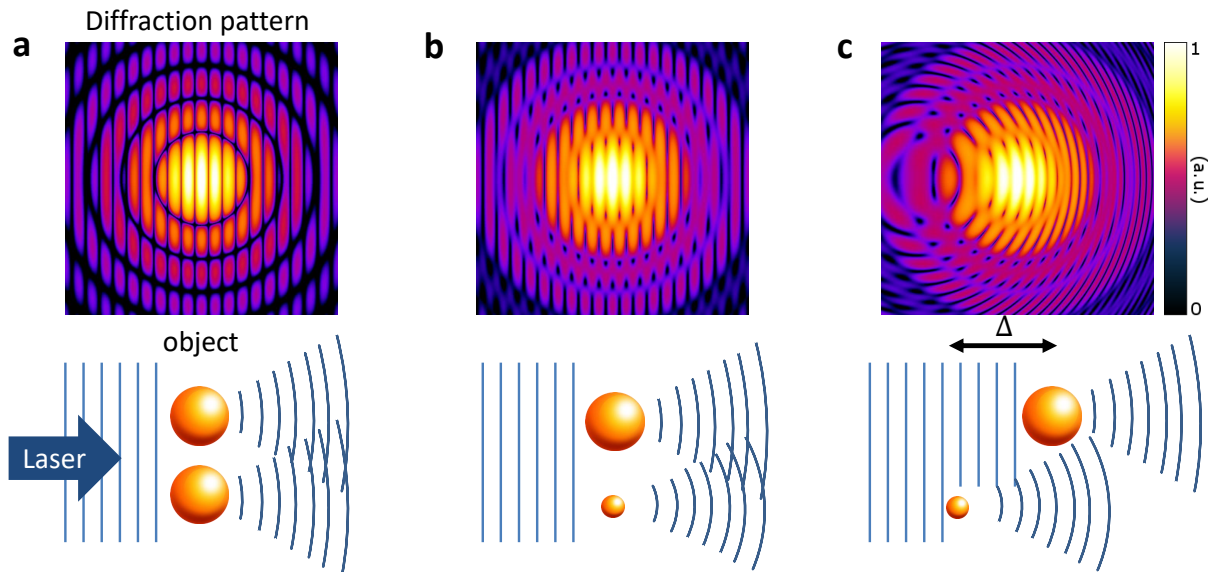 Diffraction pattern
a
b
c
1
(a.u.)
0
object
Δ
Laser